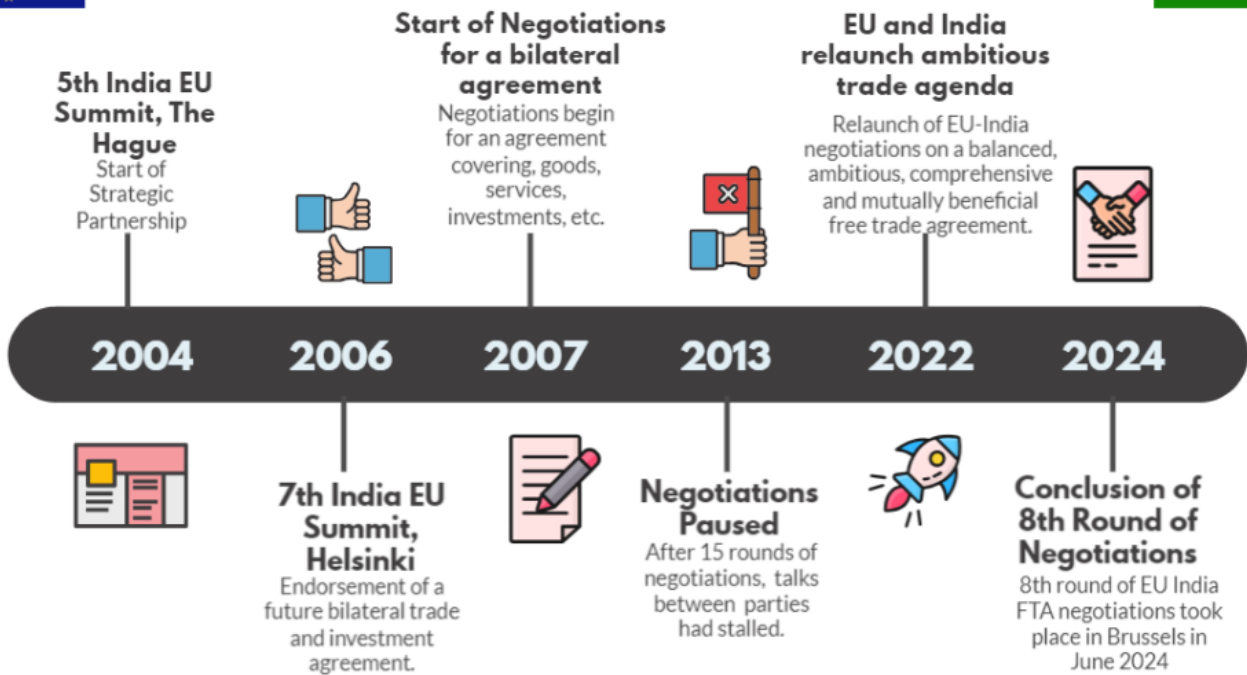 5th India EU
Summit, The
Hague
Start of
Strategic
Partnership
Start of Negotiations
for a bilateral
agreement
Negotiations begin
for an agreement
covering, goods,
services,
investments, etc.
EU and India
relaunch ambitious
trade agenda
Relaunch of EU-India
negotiations on a balanced,
ambitious, comprehensive
and mutually beneficial
free trade agreement.
2004
2006
2007
2013
2022
2024
7th India EU
Summit,
Helsinki
Endorsement of a
future bilateral trade
and investment
agreement.
Negotiations
Paused
After 15 rounds of
negotiations, talks
between parties
had stalled.
Conclusion of
8th Round of
Negotiations
8th round of EU India
FTA negotiations took
place in Brussels in
June 2024